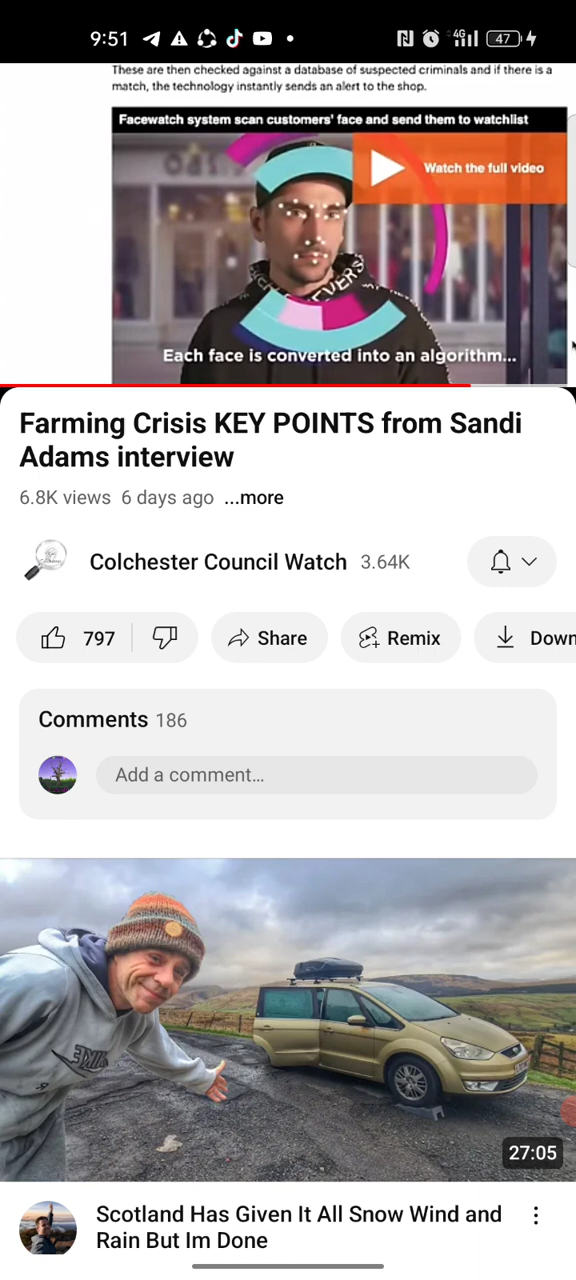 9:51
4G
47
These are then checked against a database of suspected criminals and if there is a
match, the technology instantly sends an alert to the shop.
Facewatch system scan customers' face and send them to watchlist
Watch the full video
Each face is converted into an algorithm...
Farming Crisis KEY POINTS from Sandi
Adams interview
6.8K views 6 days ago ...more
Colchester Council Watch 3.64K
797 Share Remix Down
Comments 186
Add a comment...
27:05
Scotland Has Given It All Snow Wind and
Rain But Im Done